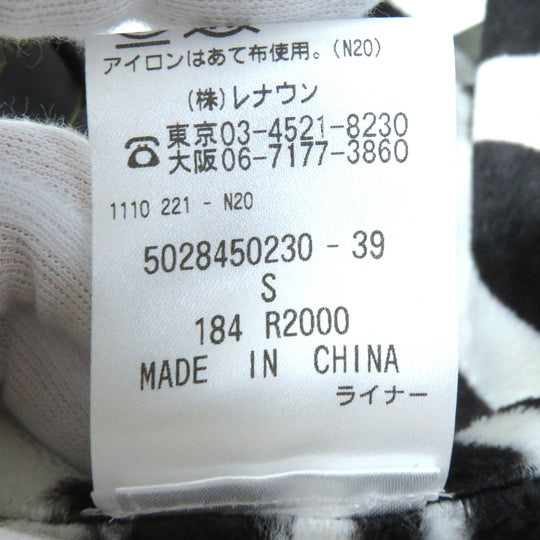 アイロンはあて布使用。(N20)
(株)レナウン
東京03-4521-8230
大阪06-7177-3860
1110 221 - N20
5028450230 - 39
S
184 R2000
MADE IN CHINA
ライナー